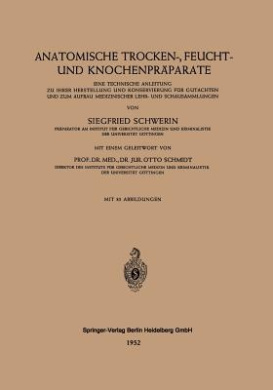 ANATOMISCHE TROCKEN-, FEUCHT-
UND KNOCHENPRÄPARATE
EINE TECHNISCHE ANLEITUNG
ZU IHRER HERSTELLUNG UND KONSERVIERUNG FÜR GUTACHTEN
UND ZUM AUFBAU MEDIZINISCHER LEHR- UND SCHAUSAMMLUNGEN
VON
SIEGFRIED SCHWERIN
PRÄPARATOR AM INSTITUT FÜR GERICHTLICHE MEDIZIN UND KRIMINALISTIK
DER UNIVERSITÄT GÖTTINGEN
MIT EINEM GELEITWORT VON
PROF. DR. MED., DR. JUR. OTTO SCHMIDT
DIREKTOR DES INSTITUTS FÜR GERICHTLICHE MEDIZIN UND KRIMINALISTIK
DER UNIVERSITÄT GÖTTINGEN
MIT 83 ABBILDUNGEN
Springer-Verlag Berlin Heidelberg GmbH
1952